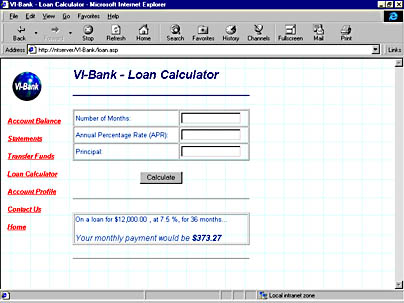 VI-Bank - Loan Calculator - Microsoft Internet Explorer
File Edit View Go Favorites Help
Back Forward Stop Refresh Home Search Favorites History Channels Fullscreen Mail Print
Address http://ntserver/VI-Bank/loan.asp Links
VI-Bank
VI-Bank - Loan Calculator
Account Balance
Statements
Transfer Funds
Loan Calculator
Account Profile
Contact Us
Home
Number of Months:
Annual Percentage Rate (APR):
Principal:
Calculate
On a loan for $12,000.00 , at 7.5 %, for 36 months...
Your monthly payment would be $373.27
Local intranet zone